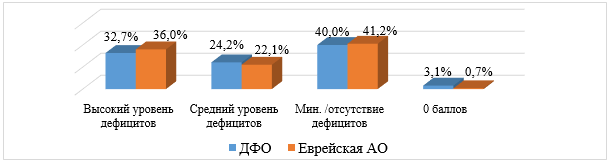 32,7% 36,0% 24,2% 22,1% 40,0% 41,2% 3,1% 0,7%
Высокий уровень дефицитов
Средний уровень дефицитов
Мин. /отсутствие дефицитов
0 баллов
ДФО Еврейская АО